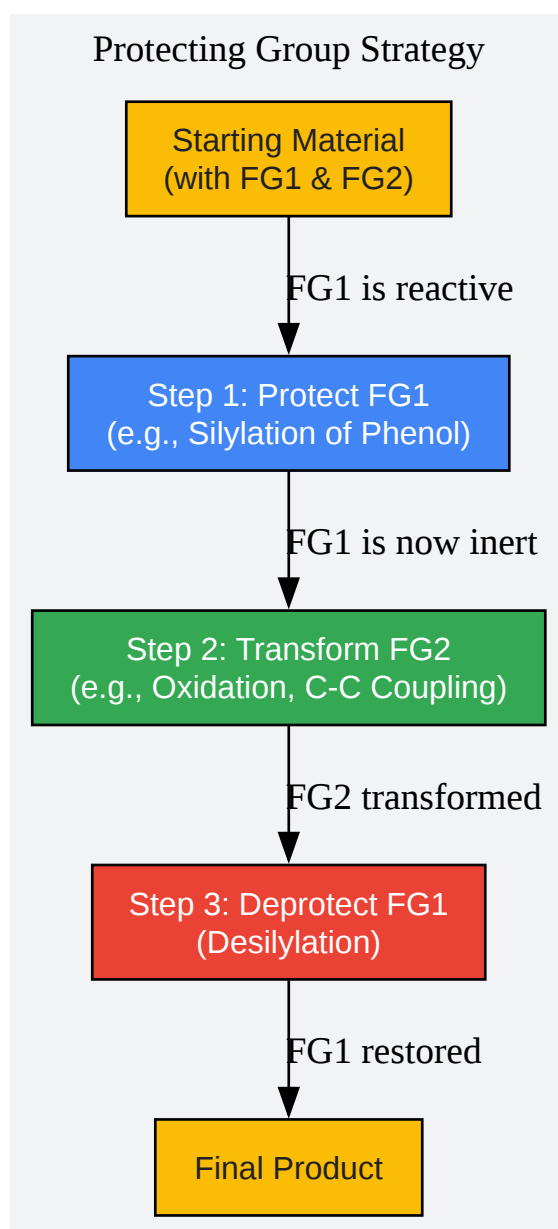 Protecting Group Strategy
Starting Material
(with FG1 & FG2)
FG1 is reactive
Step 1: Protect FG1
(e.g., Silylation of Phenol)
FG1 is now inert
Step 2: Transform FG2
(e.g., Oxidation, C-C Coupling)
FG2 transformed
Step 3: Deprotect FG1
(Desilylation)
FG1 restored
Final Product